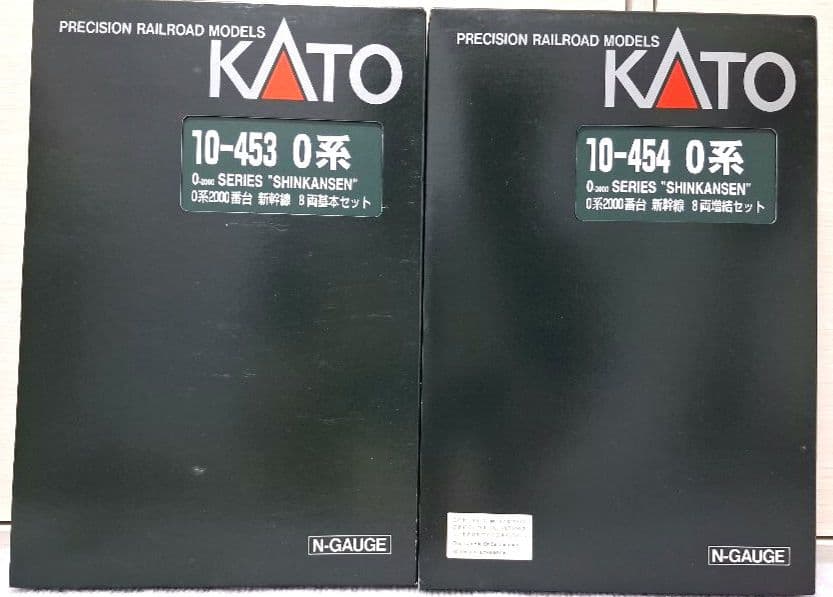 PRECISION RAILROAD MODELS
KATO
10-453 0系
0-2000 SERIES "SHINKANSEN"
0系2000番台 新幹線 8両基本セット
N-GAUGE
PRECISION RAILROAD MODELS
KATO
10-454 0系
0-2000 SERIES "SHINKANSEN"
0系2000番台 新幹線 8両増結セット
N-GAUGE